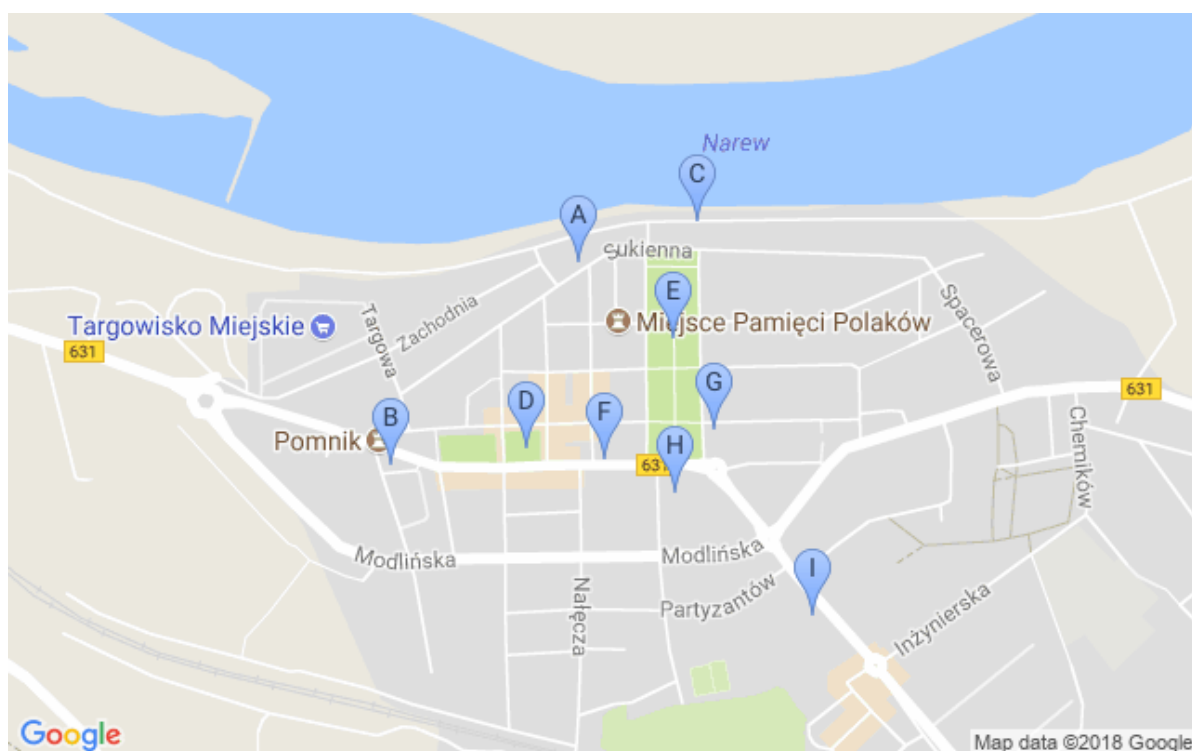 Narew
C
A
Sukienna
E
Targowisko Miejskie
Targowa
Zachodnia
Miejsce Pamięci Polaków
Spacerowa
631
631
G
D
F
B
Pomnik
H
631
Chemików
Modlińska
Modlińska
I
Partyzantów
Nałęcza
Inżynierska
Google
Map data ©2018 Google